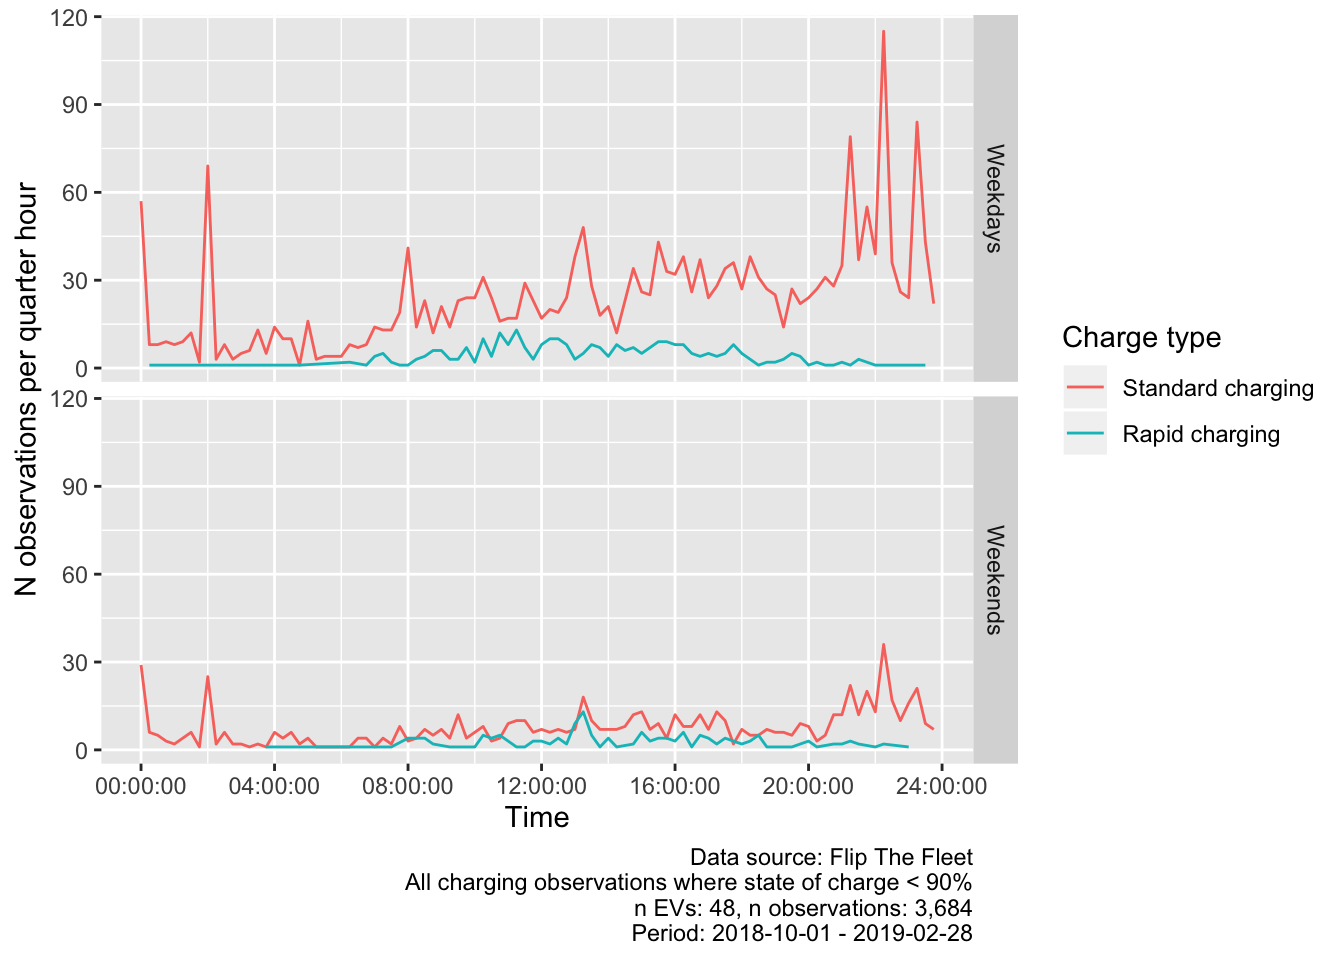 N observations per quarter hour
120
90
60
30
0
Weekdays
120
90
60
30
0
Weekends
00:00:00 04:00:00 08:00:00 12:00:00 16:00:00 20:00:00 24:00:00
Time
Charge type
Standard charging
Rapid charging
Data source: Flip The Fleet
All charging observations where state of charge < 90%
n EVs: 48, n observations: 3,684
Period: 2018-10-01 - 2019-02-28